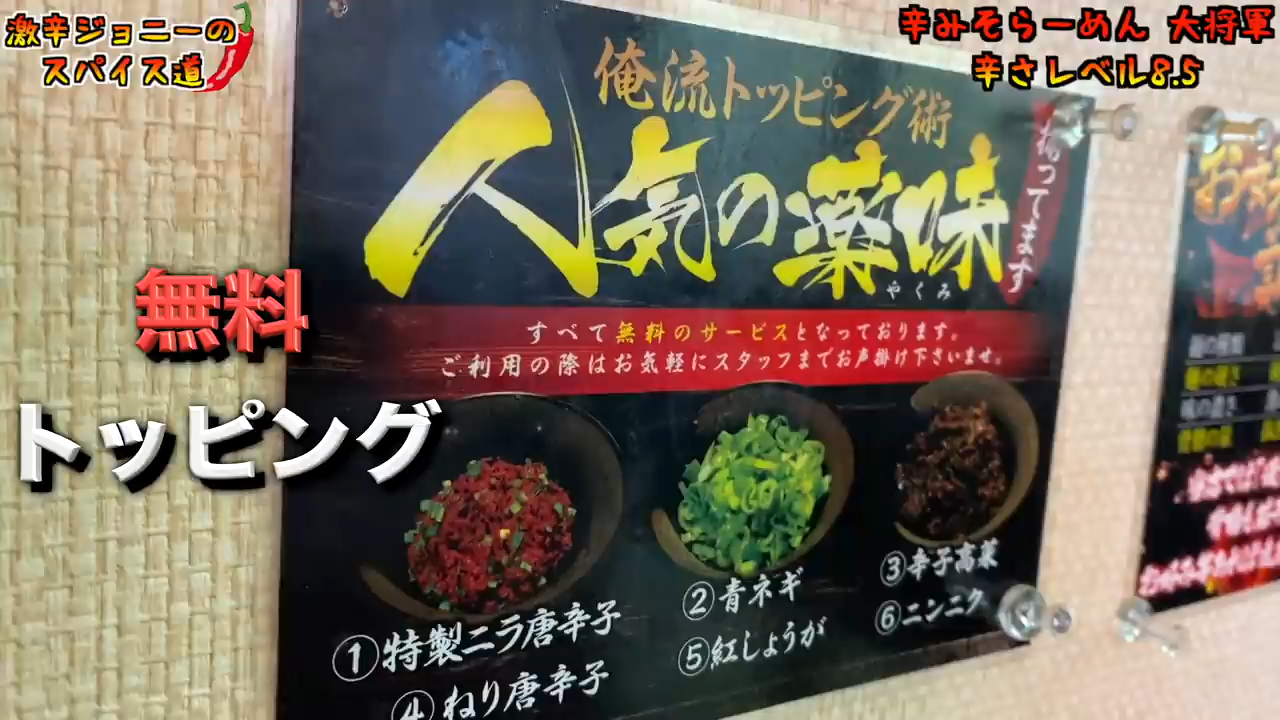 激辛ジョニーの
スパイス道
辛みそらーめん 大将軍
辛さレベル8.5
俺流トッピング術
人気の薬味
やくみ
すべて無料のサービスとなっております。
ご利用の際はお気軽にスタッフまでお声掛け下さいませ。
無料
トッピング
①特製ニラ唐辛子
②青ネギ
③辛子高菜
④ねり唐辛子
⑤紅しょうが
⑥ニンニク